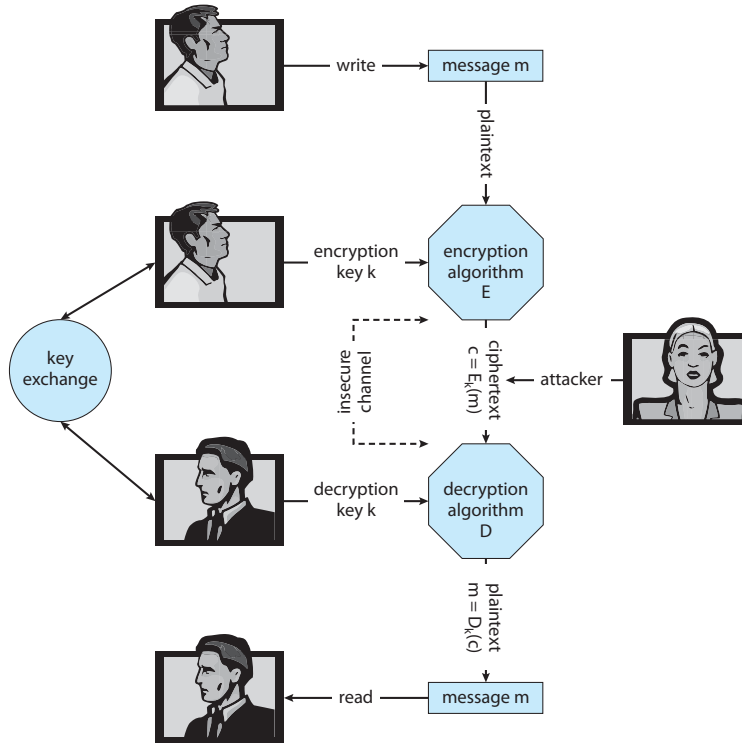 write
message m
plaintext
encryption
key k
encryption
algorithm
E
key
exchange
insecure
channel
ciphertext
c = Eₖ(m)
attacker
decryption
key k
decryption
algorithm
D
plaintext
m = Dₖ(c)
read
message m